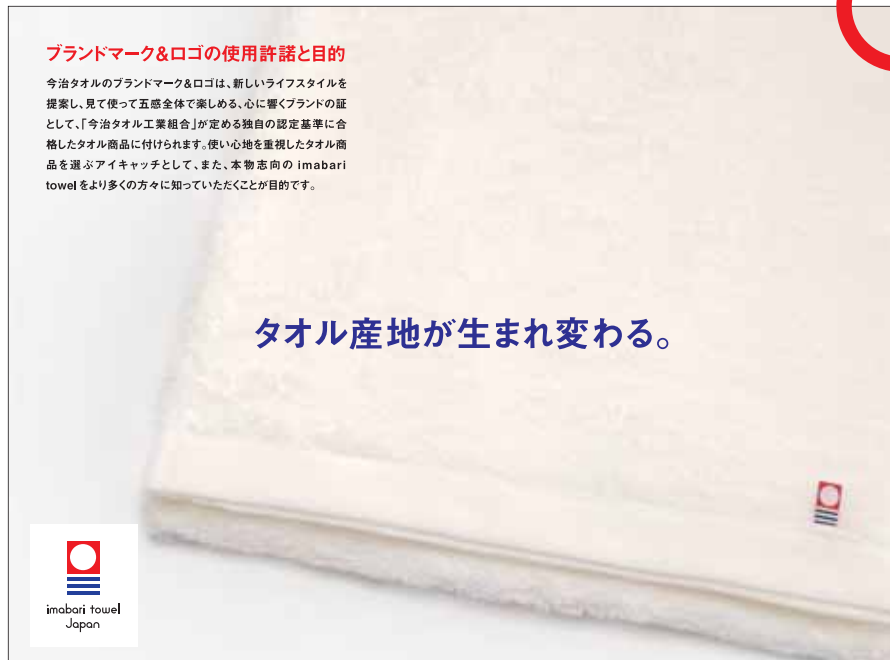 ブランドマーク&ロゴの使用許諾と目的
今治タオルのブランドマーク&ロゴは、新しいライフスタイルを
提案し、見て使って五感全体で楽しめる、心に響くブランドの証
として、「今治タオル工業組合」が定める独自の認定基準に合
格したタオル商品に付けられます。使い心地を重視したタオル商
品を選ぶアイキャッチとして、また、本物志向の imabari
towel をより多くの方々に知っていただくことが目的です。
タオル産地が生まれ変わる。
imabari towel
Japan